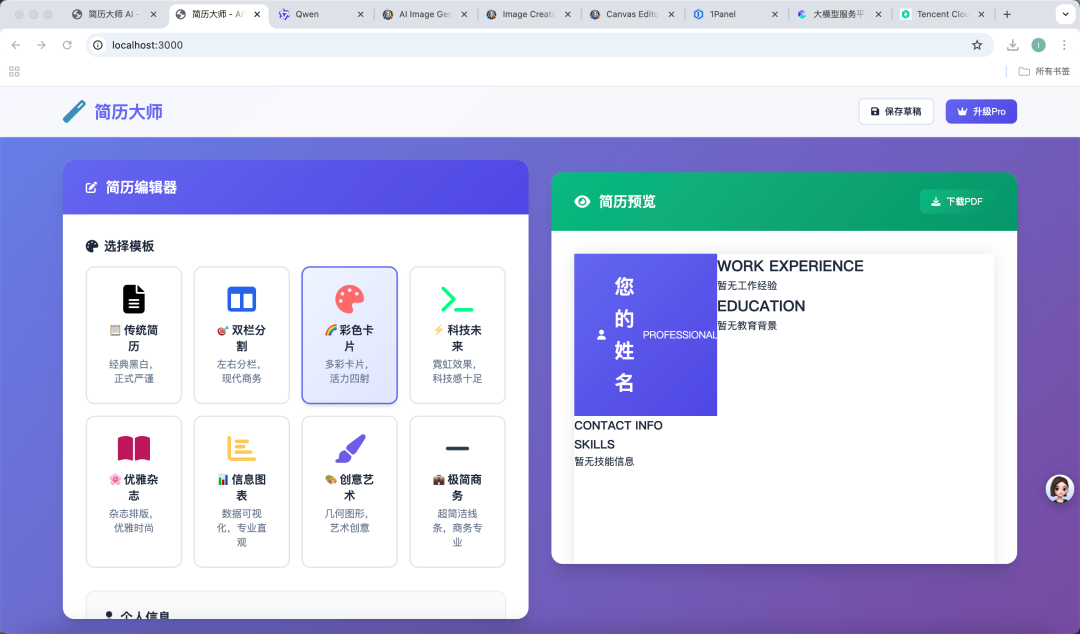 简历大师 AI -
简历大师 - AI
Qwen
AI Image Gen
Image Creati
Canvas Edito
1Panel
大模型服务平
Tencent Clou
localhost:3000
所有书签
简历大师
保存草稿
升级Pro
简历编辑器
选择模板
传统简
历
经典黑白,
正式严谨
双栏分
割
左右分栏,
现代商务
彩色卡
片
多彩卡片,
活力四射
科技未
来
霓虹效果,
科技感十足
优雅杂
志
杂志排版,
优雅时尚
信息图
表
数据可视
化，专业直
观
创意艺
术
几何图形,
艺术创意
极简商
务
超简洁线
条，商务专
业
个人信息
简历预览
下载PDF
您
的
姓
名
PROFESSIONAL
CONTACT INFO
SKILLS
暂无技能信息
WORK EXPERIENCE
暂无工作经验
EDUCATION
暂无教育背景